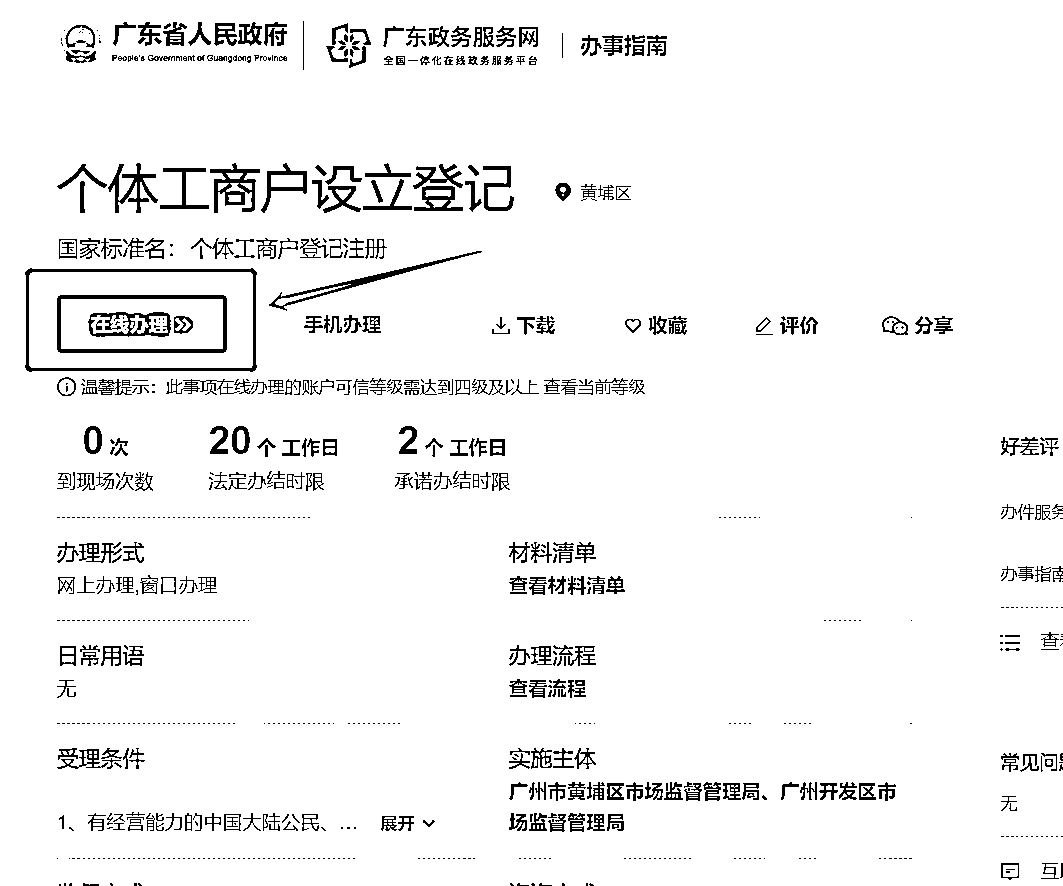 广东省人民政府
People's Government of Guangdong Province
广东政务服务网
全国一体化在线政务服务平台
办事指南
个体工商户设立登记
黄埔区
国家标准名：个体工商户登记注册
在线办理
手机办理
下载
收藏
评价
分享
温馨提示：此事项在线办理的账户可信等级需达到四级及以上 查看当前等级
0 次
20 个 工作日
2 个 工作日
到现场次数
法定办结时限
承诺办结时限
好差评
办件服务
办事指南
办理形式
网上办理,窗口办理
材料清单
查看材料清单
日常用语
无
办理流程
查看流程
查
受理条件
1、有经营能力的中国大陆公民、...
展开
实施主体
广州市黄埔区市场监督管理局、广州开发区市
场监督管理局
常见问题
无
互